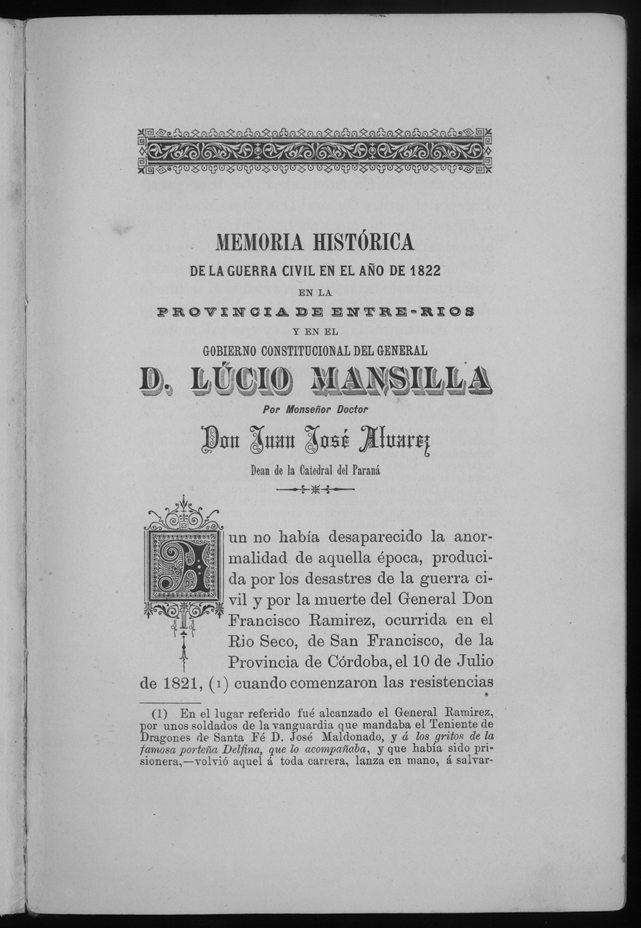 MEMORIA HISTÓRICA
DE LA GUERRA CIVIL EN EL AÑO DE 1822
EN LA
PROVINCIA DE ENTRE-RIOS
Y EN EL
GOBIERNO CONSTITUCIONAL DEL GENERAL
D. LÚCIO MANSILLA
Por Monseñor Doctor
Don Juan José Alvarez
Dean de la Catedral del Paraná
Aun no había desaparecido la anor-
malidad de aquella época, produci-
da por los desastres de la guerra ci-
vil y por la muerte del General Don
Francisco Ramirez, ocurrida en el
Rio Seco, de San Francisco, de la
Provincia de Córdoba, el 10 de Julio
de 1821, (1) cuando comenzaron las resistencias
(1) En el lugar referido fué alcanzado el General Ramirez,
por unos soldados de la vanguardia que mandaba el Teniente de
Dragones de Santa Fé D. José Maldonado, y á los gritos de la
famosa porteña Delfina, que lo acompañaba, y que había sido pri-
sionera,—volvió aquel á toda carrera, lanza en mano, á salvar-